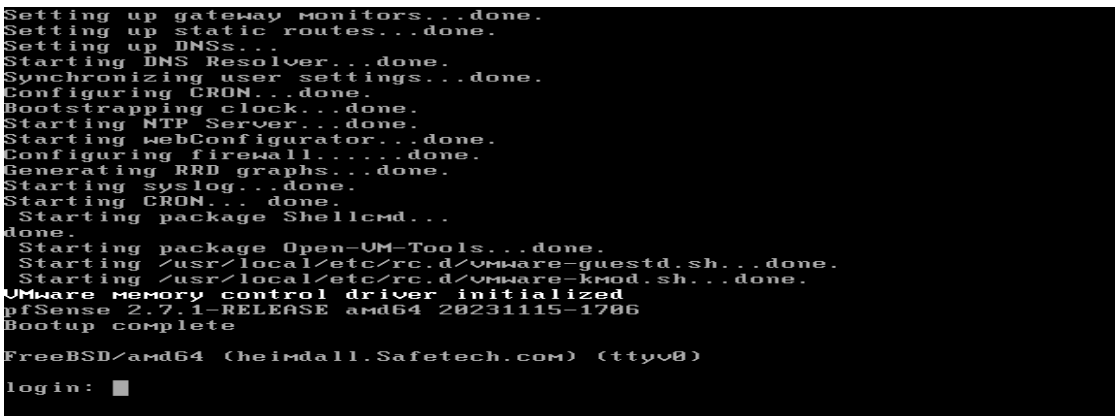 Setting up gateway monitors...done.
Setting up static routes...done.
Setting up DNSs...
Starting DNS Resolver...done.
Synchronizing user settings...done.
Configuring CRON...done.
Bootstrapping clock...done.
Starting NTP Server...done.
Starting webConfigurator...done.
Configuring firewall......done.
Generating RRD graphs...done.
Starting syslog...done.
Starting CRON... done.
 Starting package Shellcmd...
done.
 Starting package Open-VM-Tools...done.
 Starting /usr/local/etc/rc.d/vmware-guestd.sh...done.
 Starting /usr/local/etc/rc.d/vmware-kmod.sh...done.
VMware memory control driver initialized
pfSense 2.7.1-RELEASE amd64 20231115-1706
Bootup complete
FreeBSD/amd64 (heimdall.Safetech.com) (ttyv0)
login: